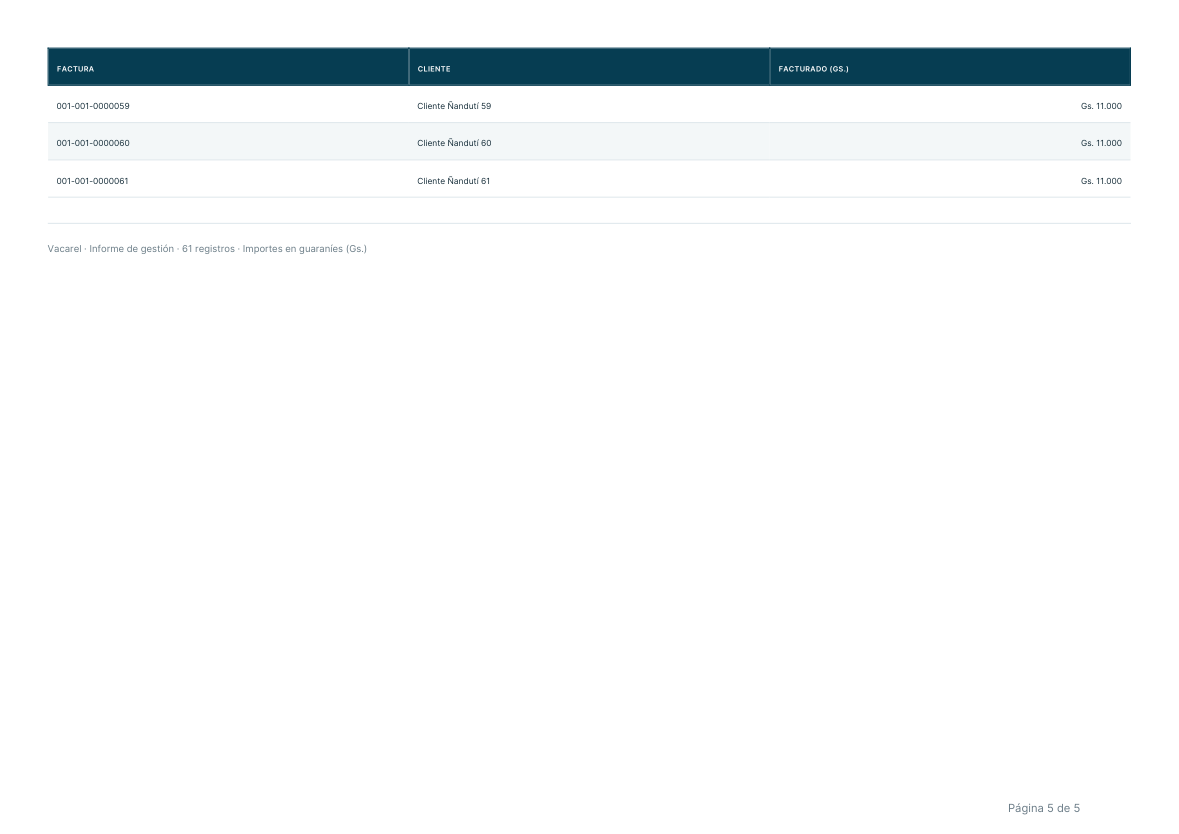 FACTURA CLIENTE FACTURADO (GS.)
001-001-0000059 Cliente Ñandutí 59 Gs. 11.000
001-001-0000060 Cliente Ñandutí 60 Gs. 11.000
001-001-0000061 Cliente Ñandutí 61 Gs. 11.000
Vacarel · Informe de gestión · 61 registros · Importes en guaraníes (Gs.)
Página 5 de 5